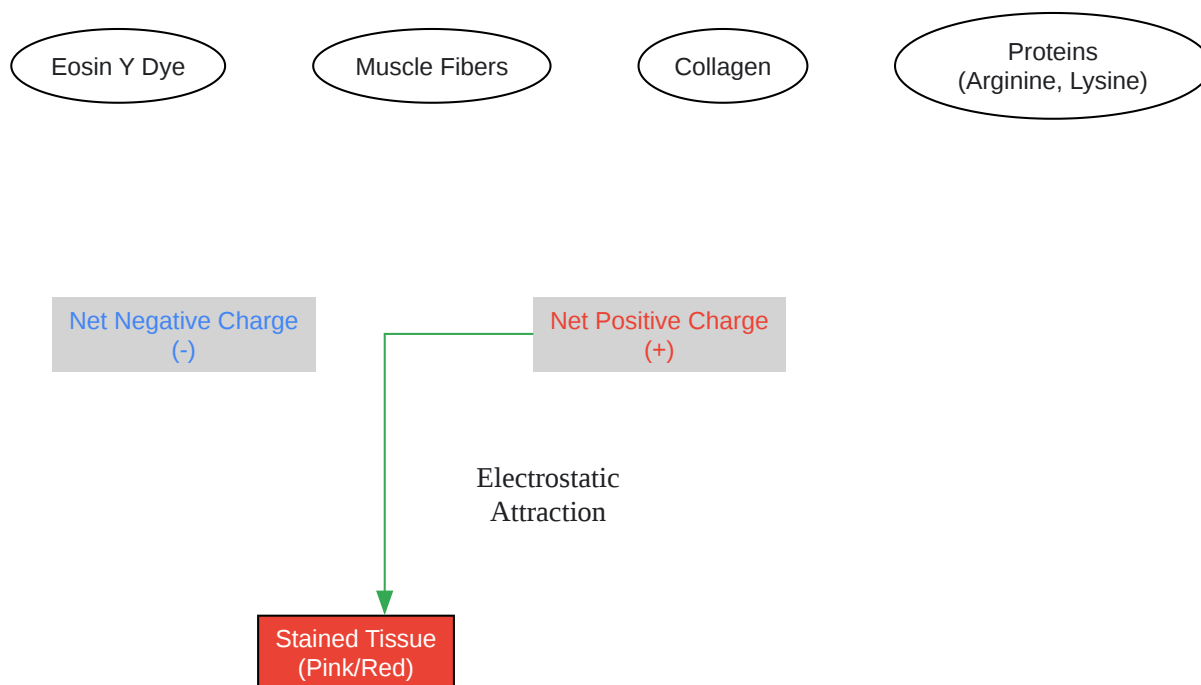 Eosin Y Dye
Muscle Fibers
Collagen
Proteins
(Arginine, Lysine)
Net Negative Charge
(-)
Net Positive Charge
(+)
Electrostatic
Attraction
Stained Tissue
(Pink/Red)